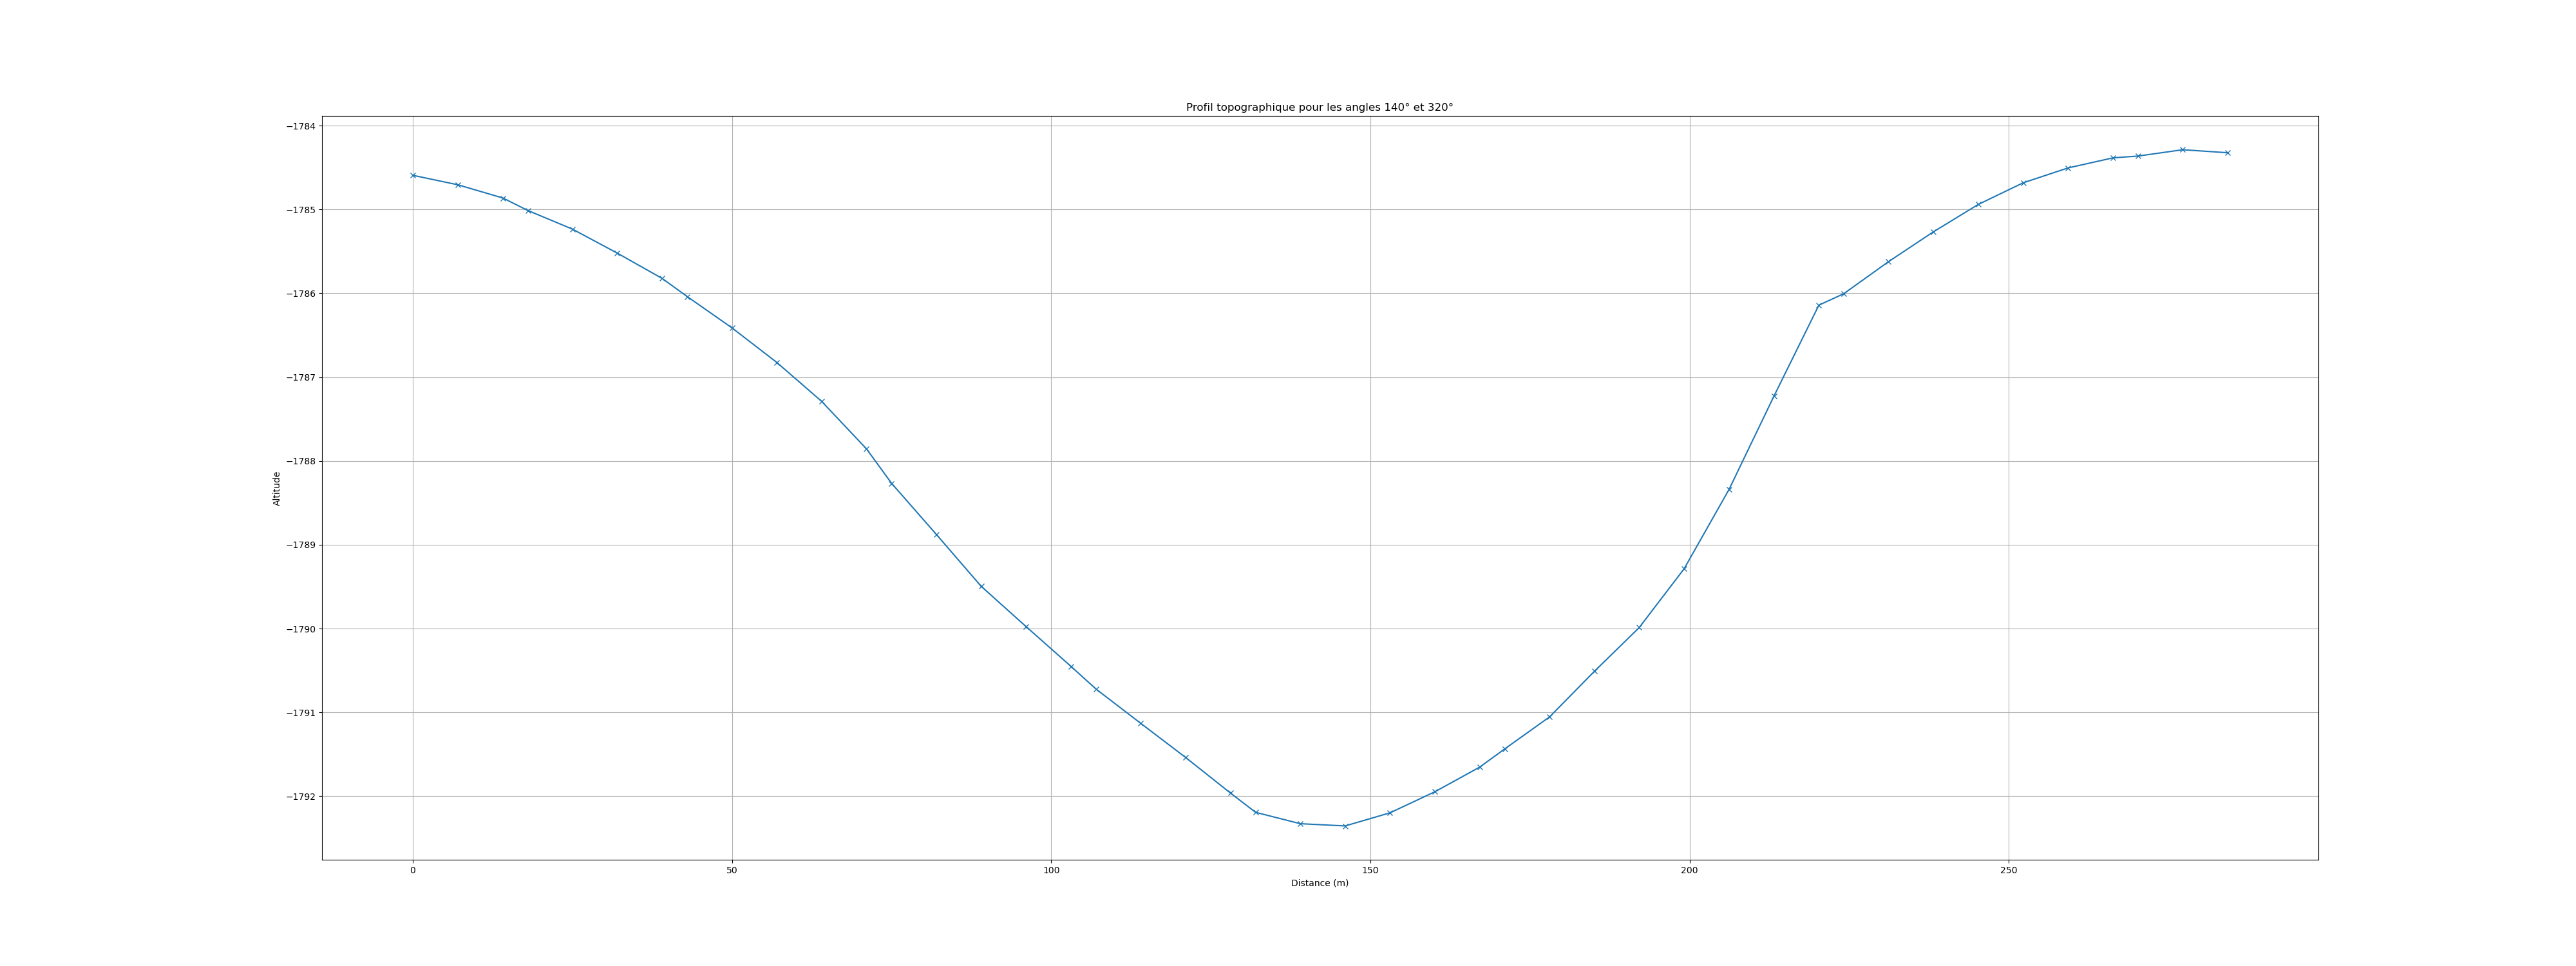 Profil topographique pour les angles 140° et 320°
−1784
−1785
−1786
−1787
−1788
−1789
−1790
−1791
−1792
Altitude
0 50 100 150 200 250
Distance (m)